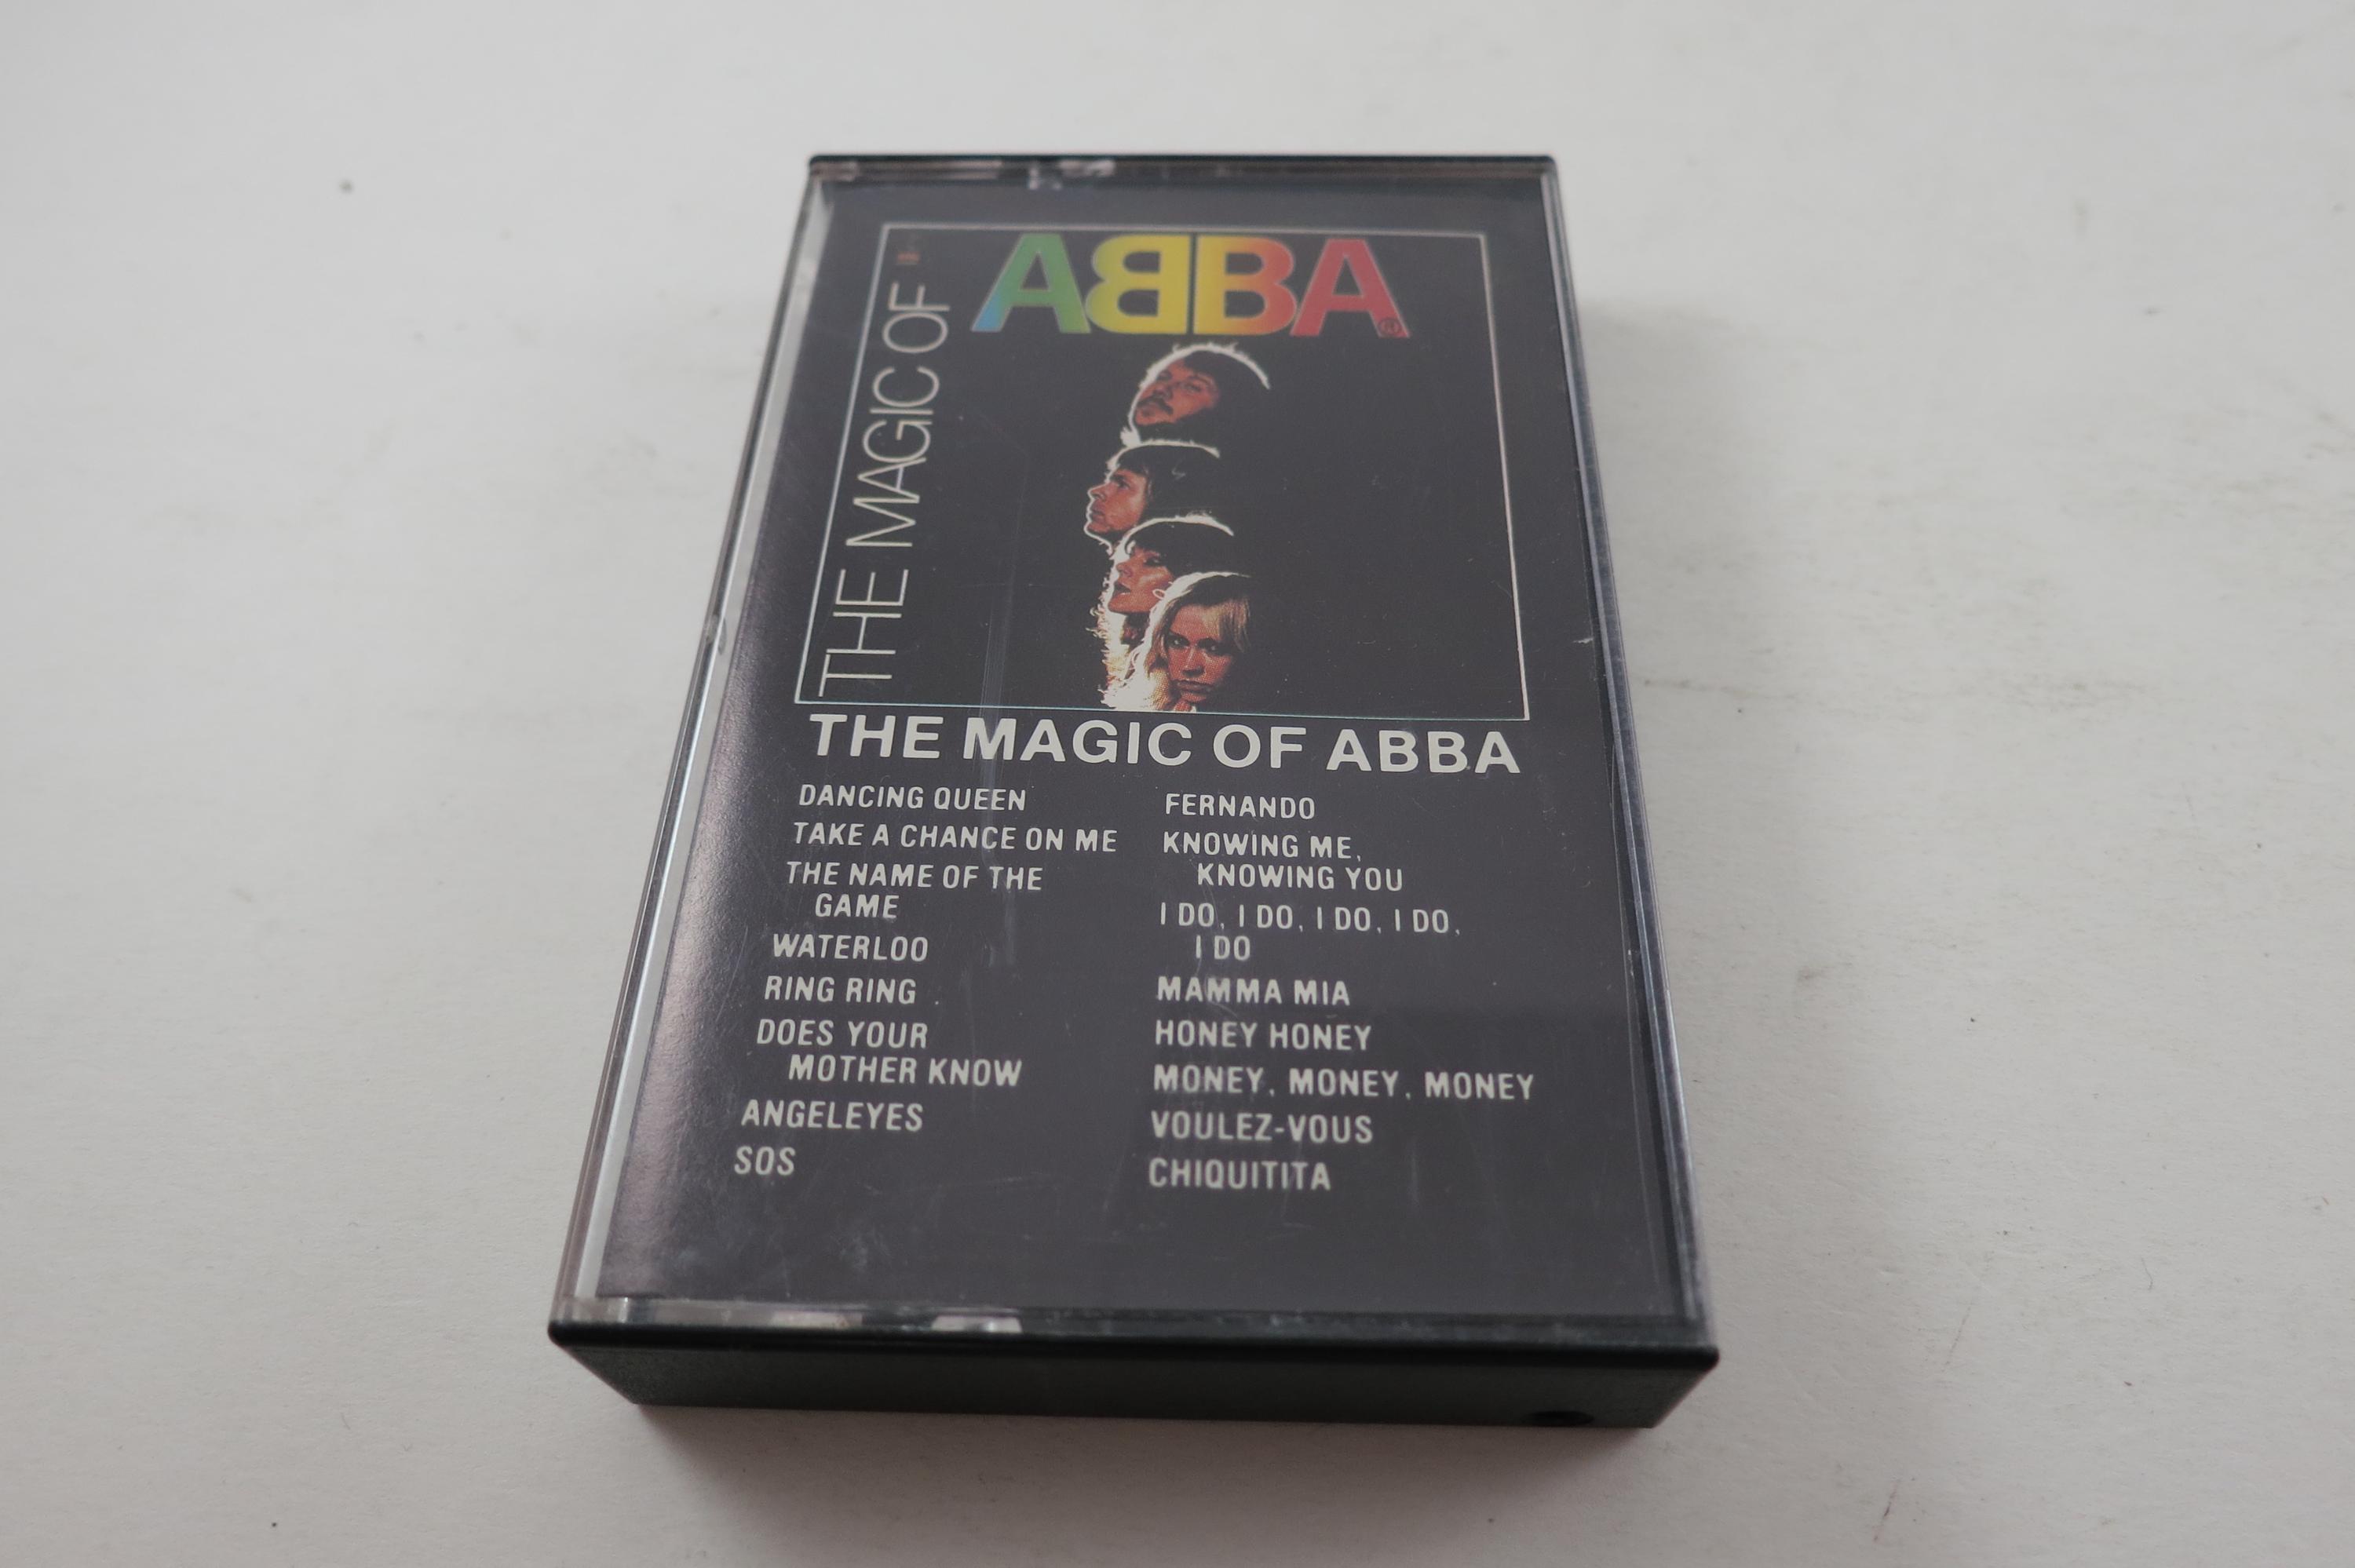 THE MAGIC OF
ABBA®
THE MAGIC OF ABBA
DANCING QUEEN
TAKE A CHANCE ON ME
THE NAME OF THE
GAME
WATERLOO
RING RING
DOES YOUR
MOTHER KNOW
ANGELEYES
SOS
FERNANDO
KNOWING ME,
KNOWING YOU
I DO, I DO, I DO, I DO,
I DO
MAMMA MIA
HONEY HONEY
MONEY, MONEY, MONEY
VOULEZ-VOUS
CHIQUITITA